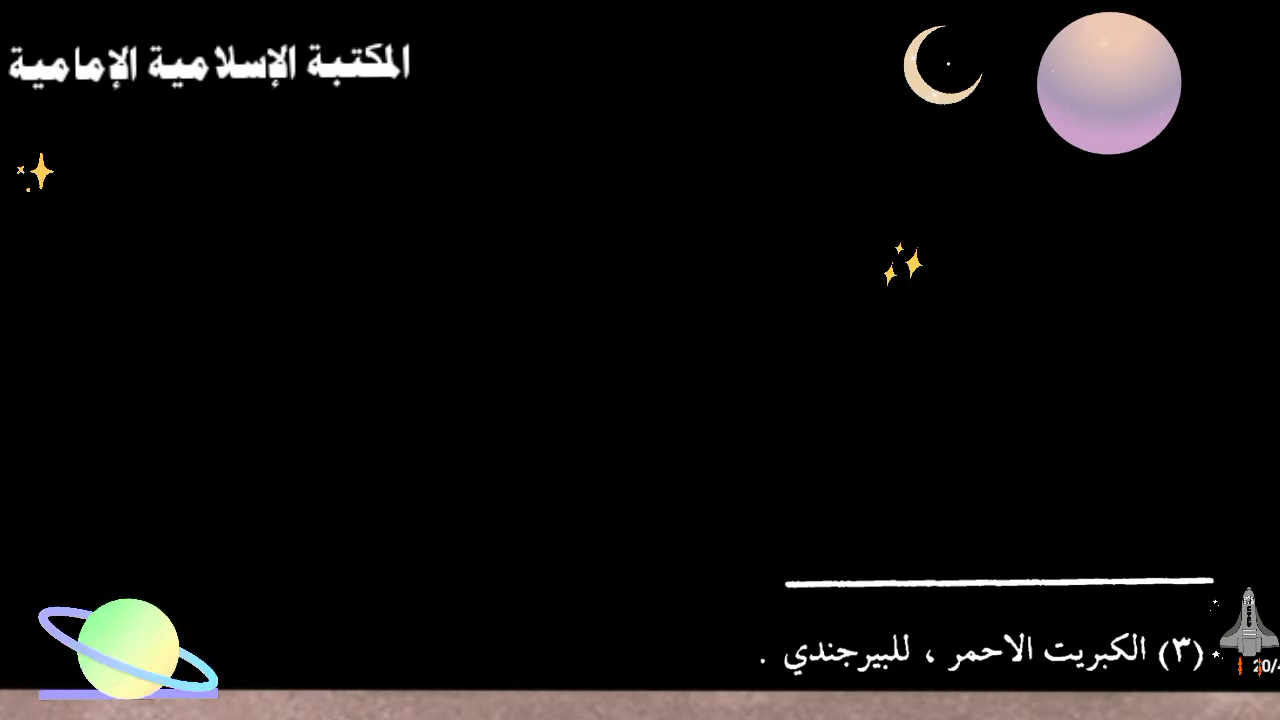 المكتبة الإسلامية الإمامية
(٣) الكبريت الاحمر ، للبيرجندي .